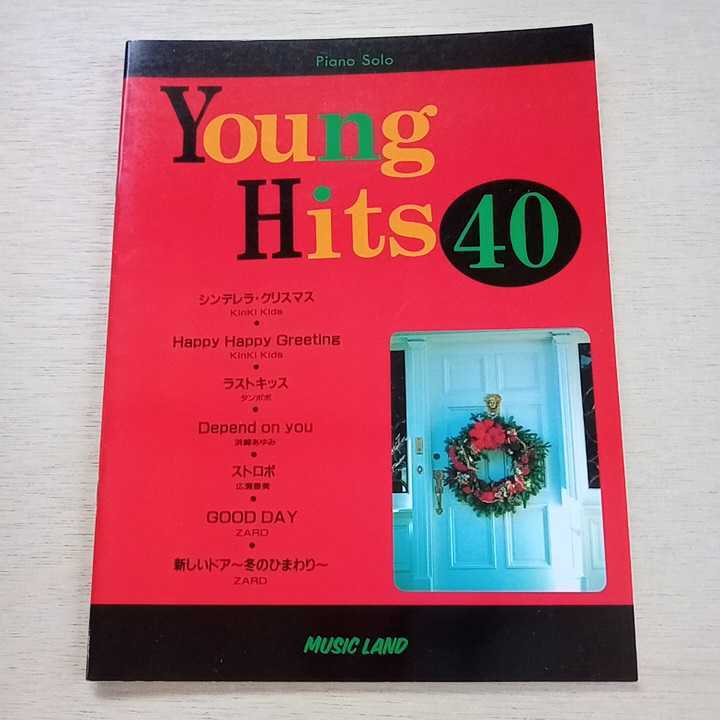 Piano Solo
Young
Hits 40
シンデレラ・クリスマス
KinKi Kids
Happy Happy Greeting
KinKi Kids
ラストキッス
タンポポ
Depend on you
浜崎あゆみ
ストロボ
広瀬香美
GOOD DAY
ZARD
新しいドア～冬のひまわり～
ZARD
MUSIC LAND